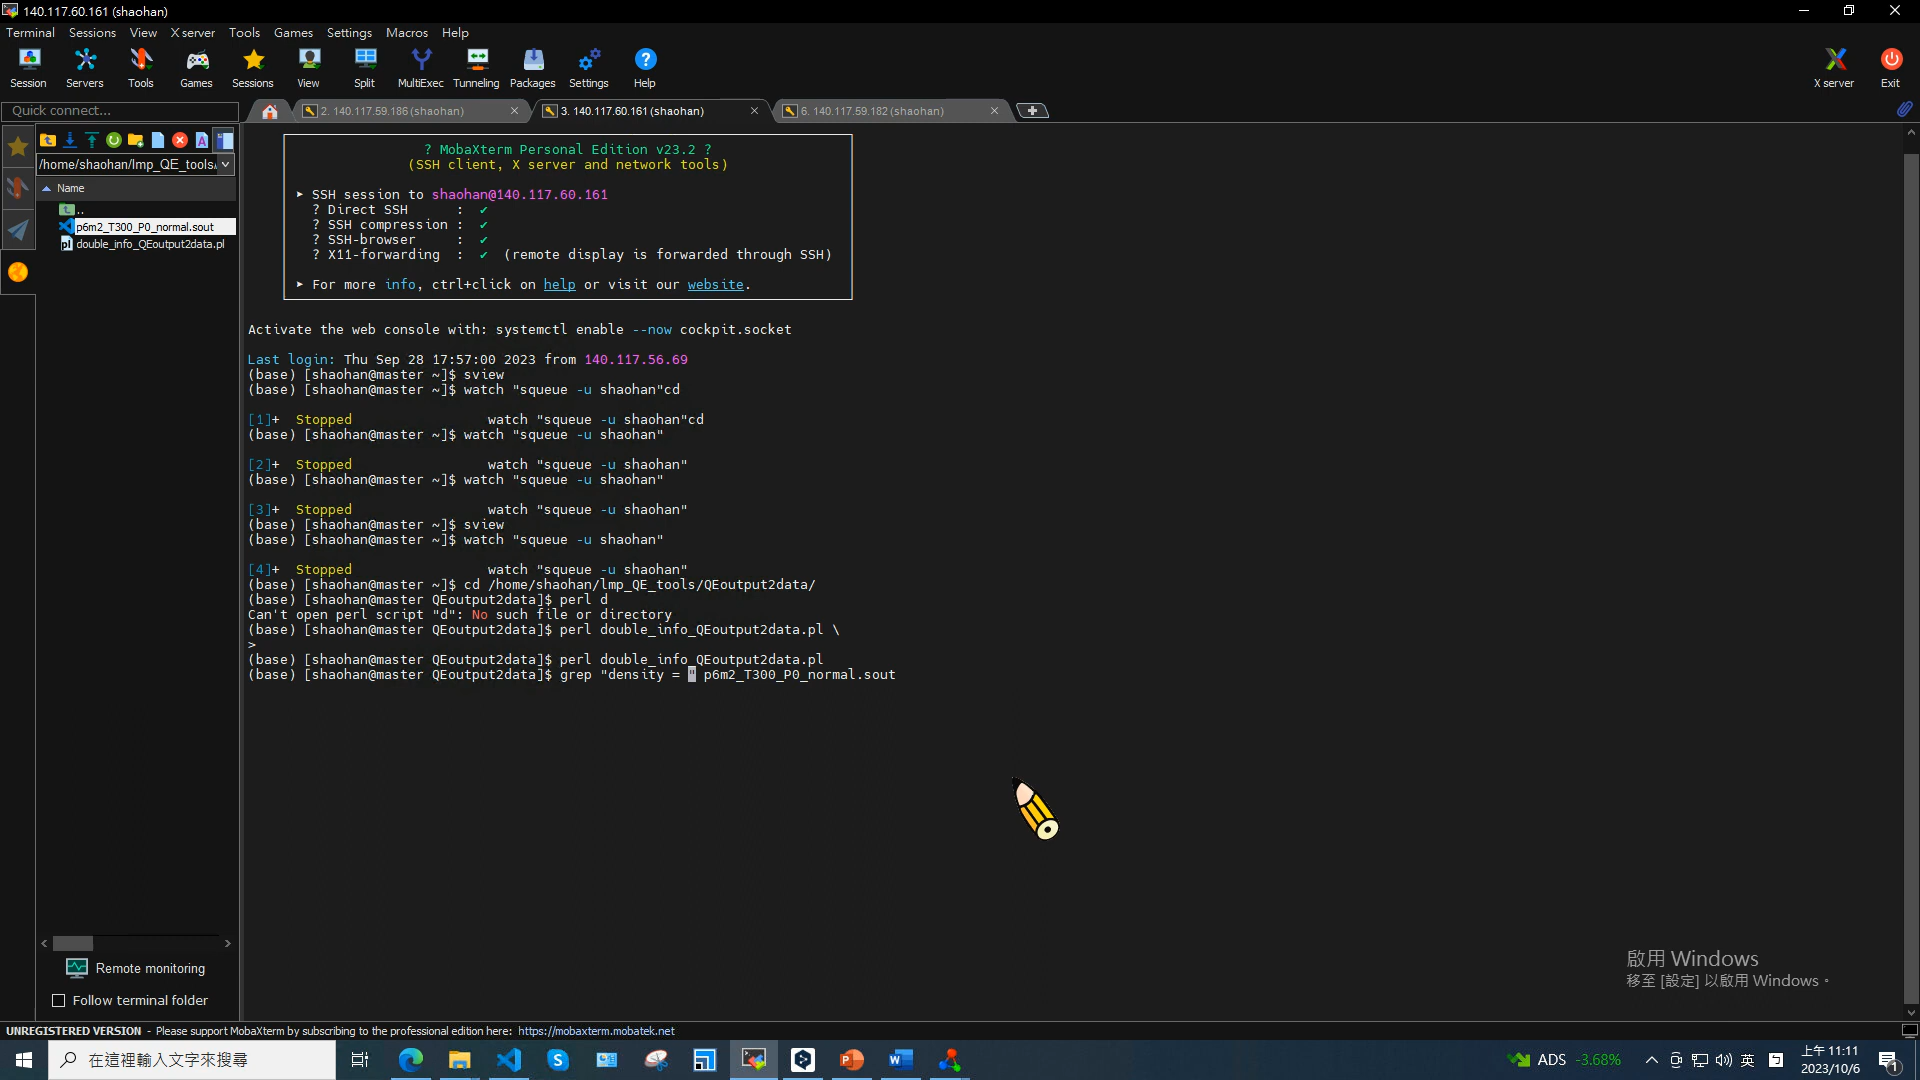 140.117.60.161 (shaohan)
Terminal Sessions View X server Tools Games Settings Macros Help
Session Servers Tools Games Sessions View Split MultiExec Tunneling Packages Settings Help X server Exit
Quick connect...
2. 140.117.59.186 (shaohan)
3. 140.117.60.161 (shaohan)
6. 140.117.59.182 (shaohan)
/home/shaohan/lmp_QE_tools/
Name
..
p6m2_T300_P0_normal.sout
double_info_QEoutput2data.pl
? MobaXterm Personal Edition v23.2 ?
(SSH client, X server and network tools)
➤ SSH session to shaohan@140.117.60.161
? Direct SSH : ✔
? SSH compression : ✔
? SSH-browser : ✔
? X11-forwarding : ✔ (remote display is forwarded through SSH)
➤ For more info, ctrl+click on help or visit our website.
Activate the web console with: systemctl enable --now cockpit.socket
Last login: Thu Sep 28 17:57:00 2023 from 140.117.56.69
(base) [shaohan@master ~]$ sview
(base) [shaohan@master ~]$ watch "squeue -u shaohan"cd
[1]+ Stopped watch "squeue -u shaohan"cd
(base) [shaohan@master ~]$ watch "squeue -u shaohan"
[2]+ Stopped watch "squeue -u shaohan"
(base) [shaohan@master ~]$ watch "squeue -u shaohan"
[3]+ Stopped watch "squeue -u shaohan"
(base) [shaohan@master ~]$ sview
(base) [shaohan@master ~]$ watch "squeue -u shaohan"
[4]+ Stopped watch "squeue -u shaohan"
(base) [shaohan@master ~]$ cd /home/shaohan/lmp_QE_tools/QEoutput2data/
(base) [shaohan@master QEoutput2data]$ perl d
Can't open perl script "d": No such file or directory
(base) [shaohan@master QEoutput2data]$ perl double_info_QEoutput2data.pl \
>
(base) [shaohan@master QEoutput2data]$ perl double_info_QEoutput2data.pl
(base) [shaohan@master QEoutput2data]$ grep "density = " p6m2_T300_P0_normal.sout
Remote monitoring
Follow terminal folder
啟用 Windows
移至 [設定] 以啟用 Windows。
UNREGISTERED VERSION - Please support MobaXterm by subscribing to the professional edition here: https://mobaxterm.mobatek.net
在這裡輸入文字來搜尋
ADS -3.68%
英
上午 11:11
2023/10/6
1